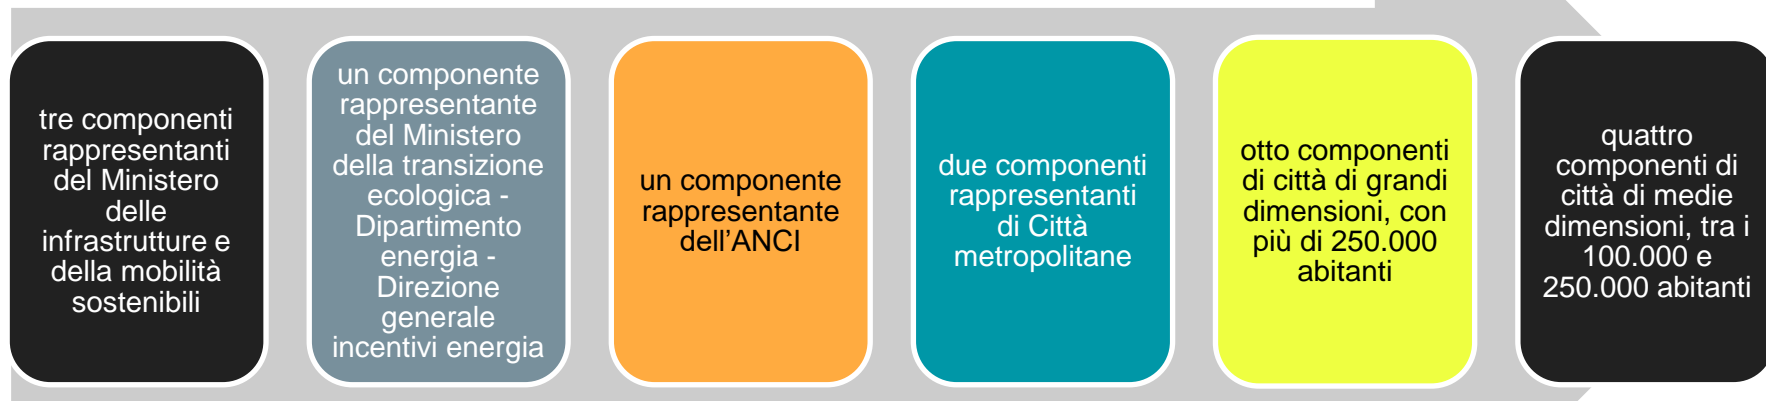 tre componenti
rappresentanti
del Ministero
delle
infrastrutture e
della mobilità
sostenibili
un componente
rappresentante
del Ministero
della transizione
ecologica -
Dipartimento
energia -
Direzione
generale
incentivi energia
un componente
rappresentante
dell’ANCI
due componenti
rappresentanti
di Città
metropolitane
otto componenti
di città di grandi
dimensioni, con
più di 250.000
abitanti
quattro
componenti di
città di medie
dimensioni, tra i
100.000 e
250.000 abitanti